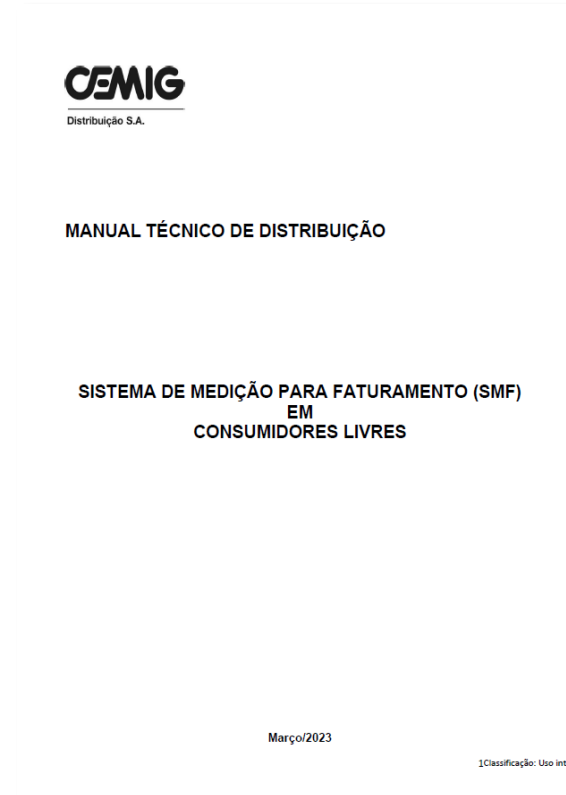 CEMIG
Distribuição S.A.
MANUAL TÉCNICO DE DISTRIBUIÇÃO
SISTEMA DE MEDIÇÃO PARA FATURAMENTO (SMF)
EM
CONSUMIDORES LIVRES
Março/2023
1Classificação: Uso int